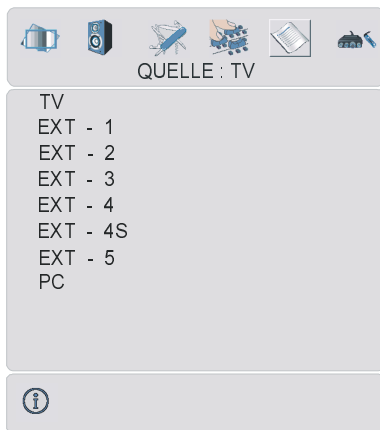 QUELLE : TV
TV
EXT - 1
EXT - 2
EXT - 3
EXT - 4
EXT - 4S
EXT - 5
PC